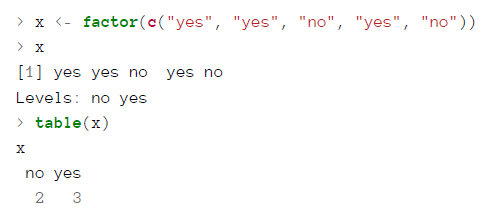 > x <- factor(c("yes", "yes", "no", "yes", "no"))
> x
[1] yes yes no  yes no
Levels: no yes
> table(x)
x
 no yes
  2   3